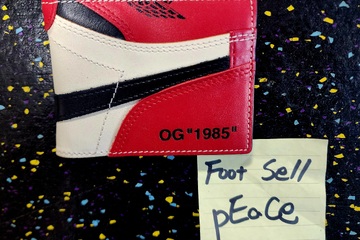 OG "1985"
Foot Sell
pEaCe